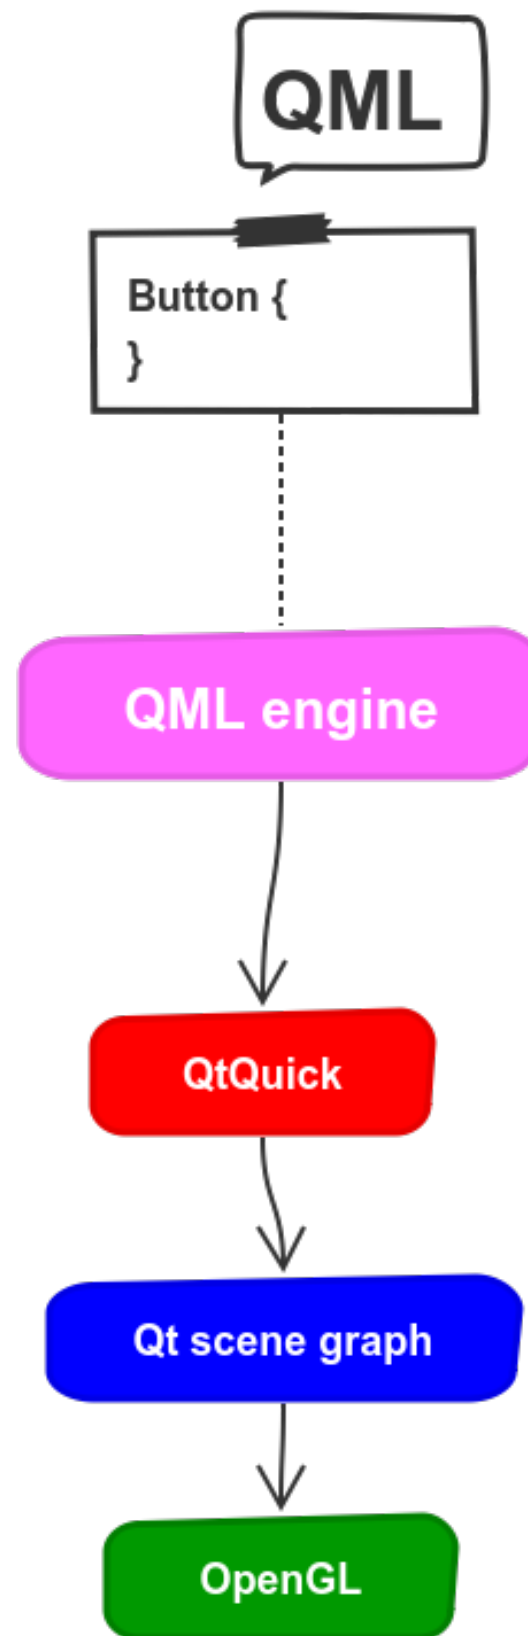 QML
Button {
}
QML engine
QtQuick
Qt scene graph
OpenGL